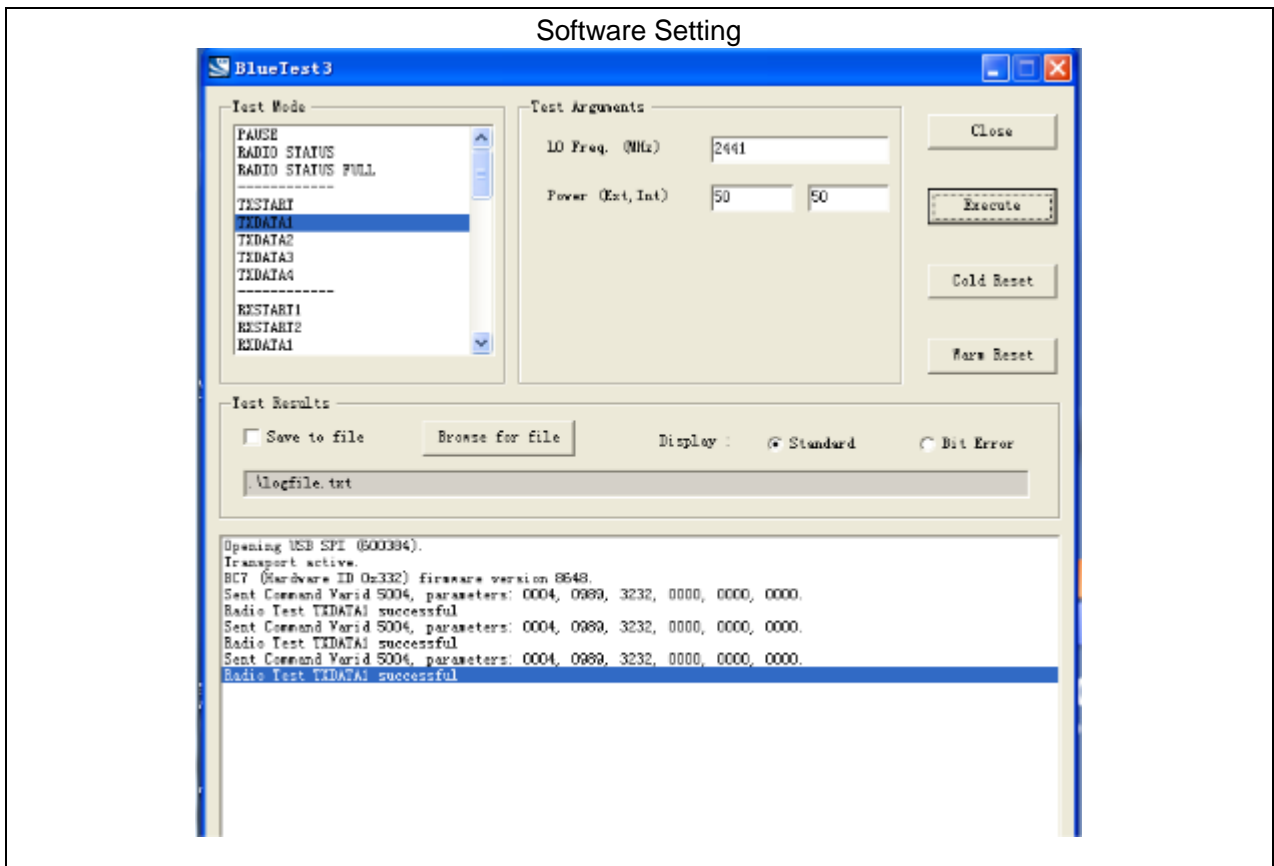 Software Setting
BlueTest3
Test Mode
PAUSE
RADIO STATUS
RADIO STATUS FULL
------------
TXSTART
TXDATA1
TXDATA2
TXDATA3
TXDATA4
------------
RXSTART1
RXSTART2
RXDATA1
Test Arguments
LO Freq. (MHz) 2441
Power (Ext,Int) 50 50
Close
Execute
Cold Reset
Warm Reset
Test Results
Save to file Browse for file Display : Standard Bit Error
.\logfile.txt
Opening USB SPI (600384).
Transport active.
BC7 (Hardware ID 0x332) firmware version 8648.
Sent Command Varid 5004, parameters: 0004, 0989, 3232, 0000, 0000, 0000.
Radio Test TXDATA1 successful
Sent Command Varid 5004, parameters: 0004, 0989, 3232, 0000, 0000, 0000.
Radio Test TXDATA1 successful
Sent Command Varid 5004, parameters: 0004, 0989, 3232, 0000, 0000, 0000.
Radio Test TXDATA1 successful